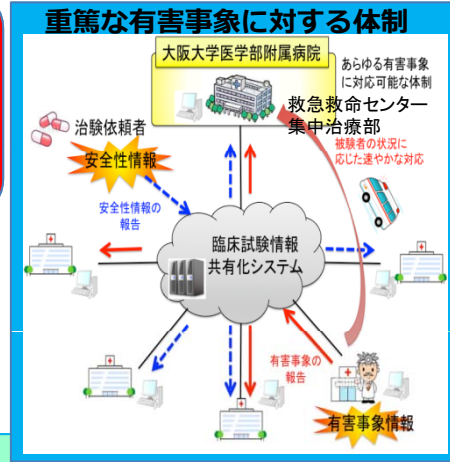 重篤な有害事象に対する体制
大阪大学医学部附属病院
あらゆる有害事象
に対応可能な体制
救急救命センター
集中治療部
被験者の状況に
応じた速やかな対応
治験依頼者
安全性情報
安全性情報の
報告
臨床試験情報
共有化システム
有害事象の
報告
有害事象情報